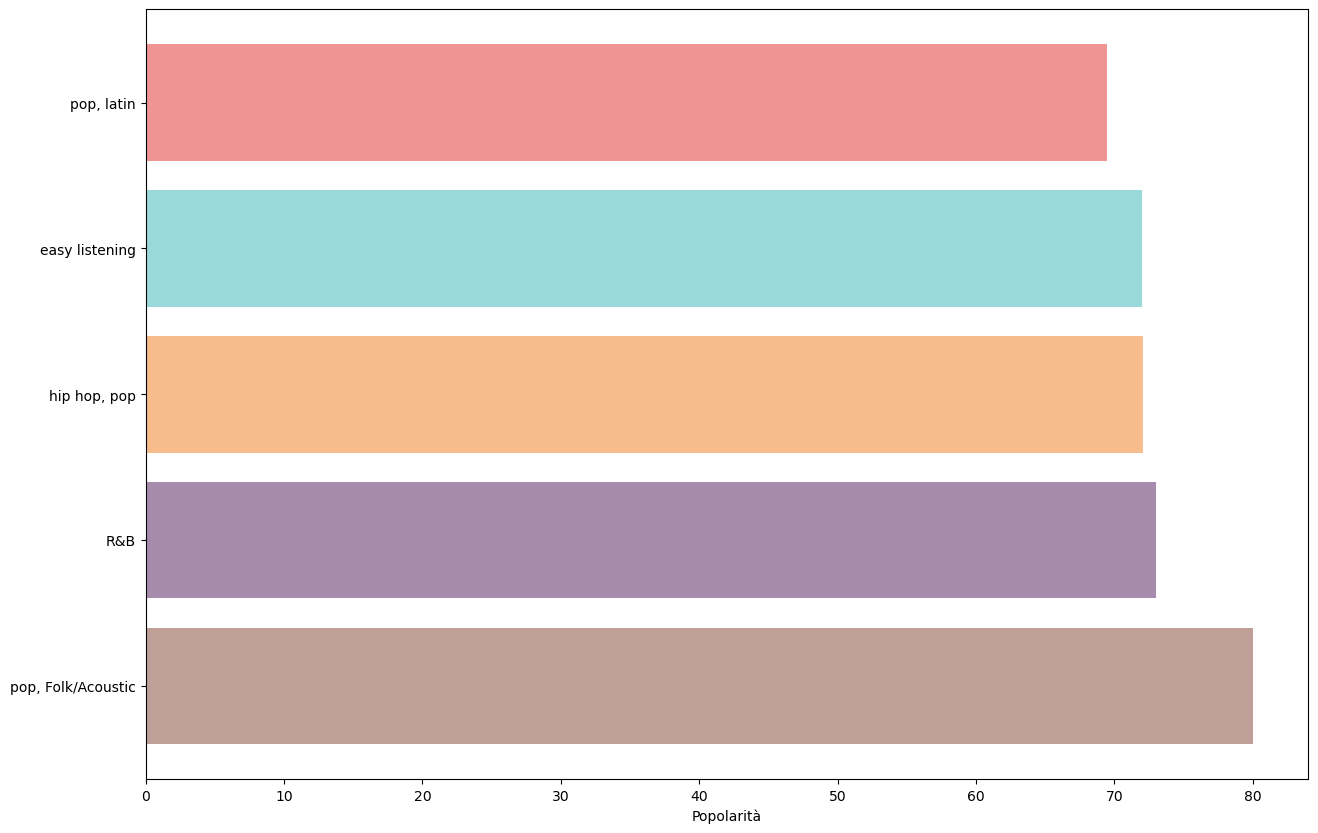 pop, latin
easy listening
hip hop, pop
R&B
pop, Folk/Acoustic
0 10 20 30 40 50 60 70 80
Popolarità